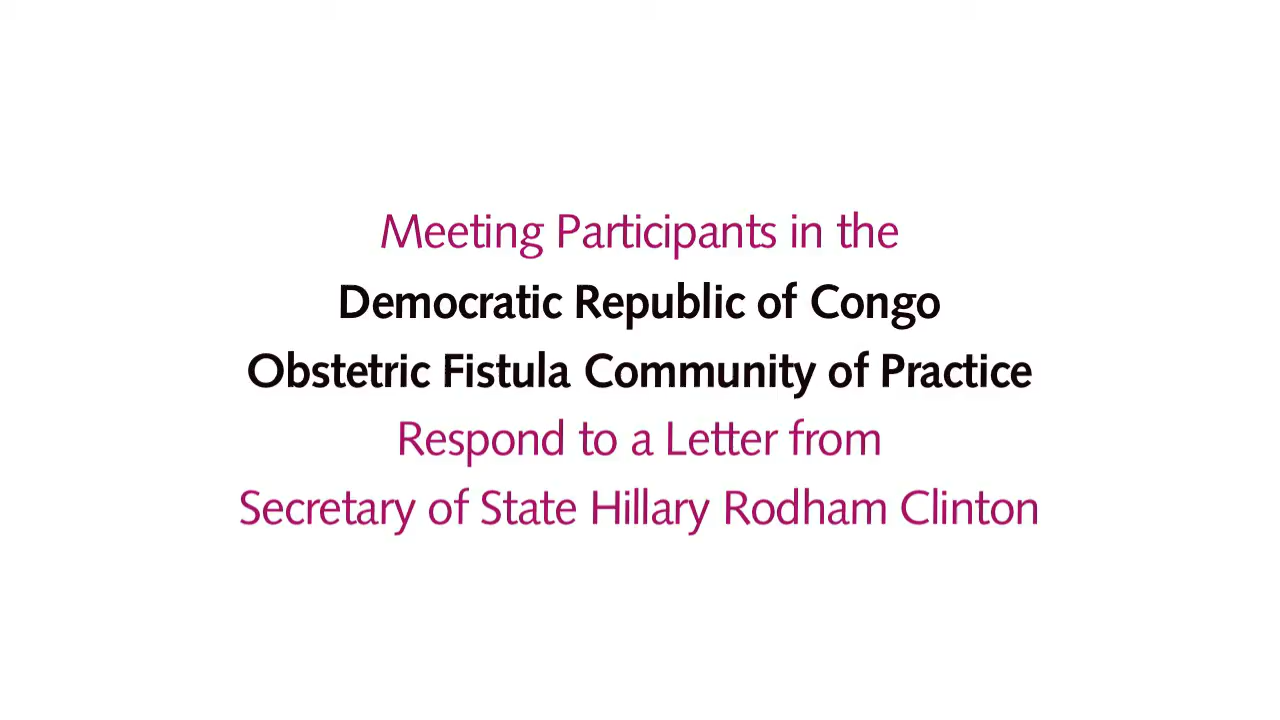 Meeting Participants in the
Democratic Republic of Congo
Obstetric Fistula Community of Practice
Respond to a Letter from
Secretary of State Hillary Rodham Clinton